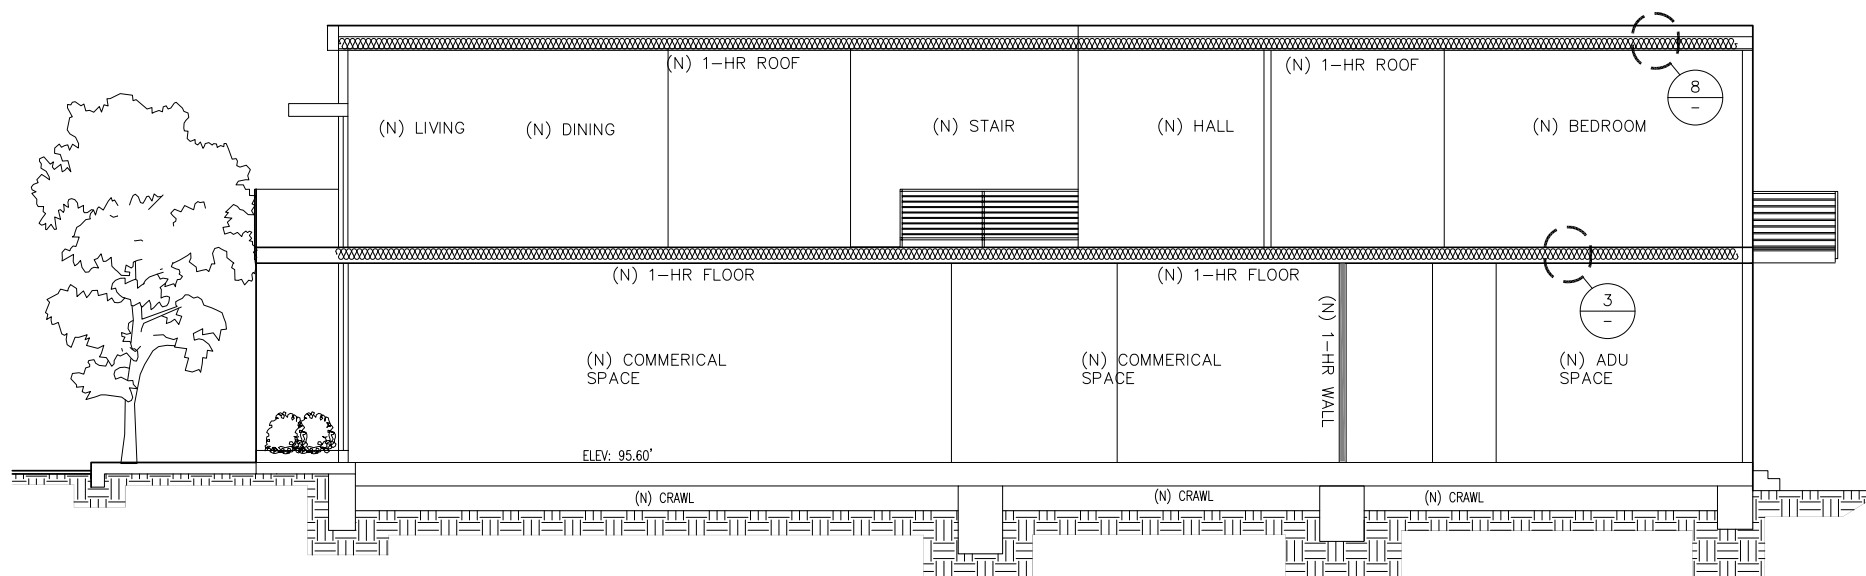 (N) 1-HR ROOF
(N) 1-HR ROOF
8
-
(N) LIVING
(N) DINING
(N) STAIR
(N) HALL
(N) BEDROOM
(N) 1-HR FLOOR
(N) 1-HR FLOOR
3
-
(N) 1-HR WALL
(N) COMMERICAL
SPACE
(N) COMMERICAL
SPACE
(N) ADU
SPACE
ELEV: 95.60'
(N) CRAWL
(N) CRAWL
(N) CRAWL